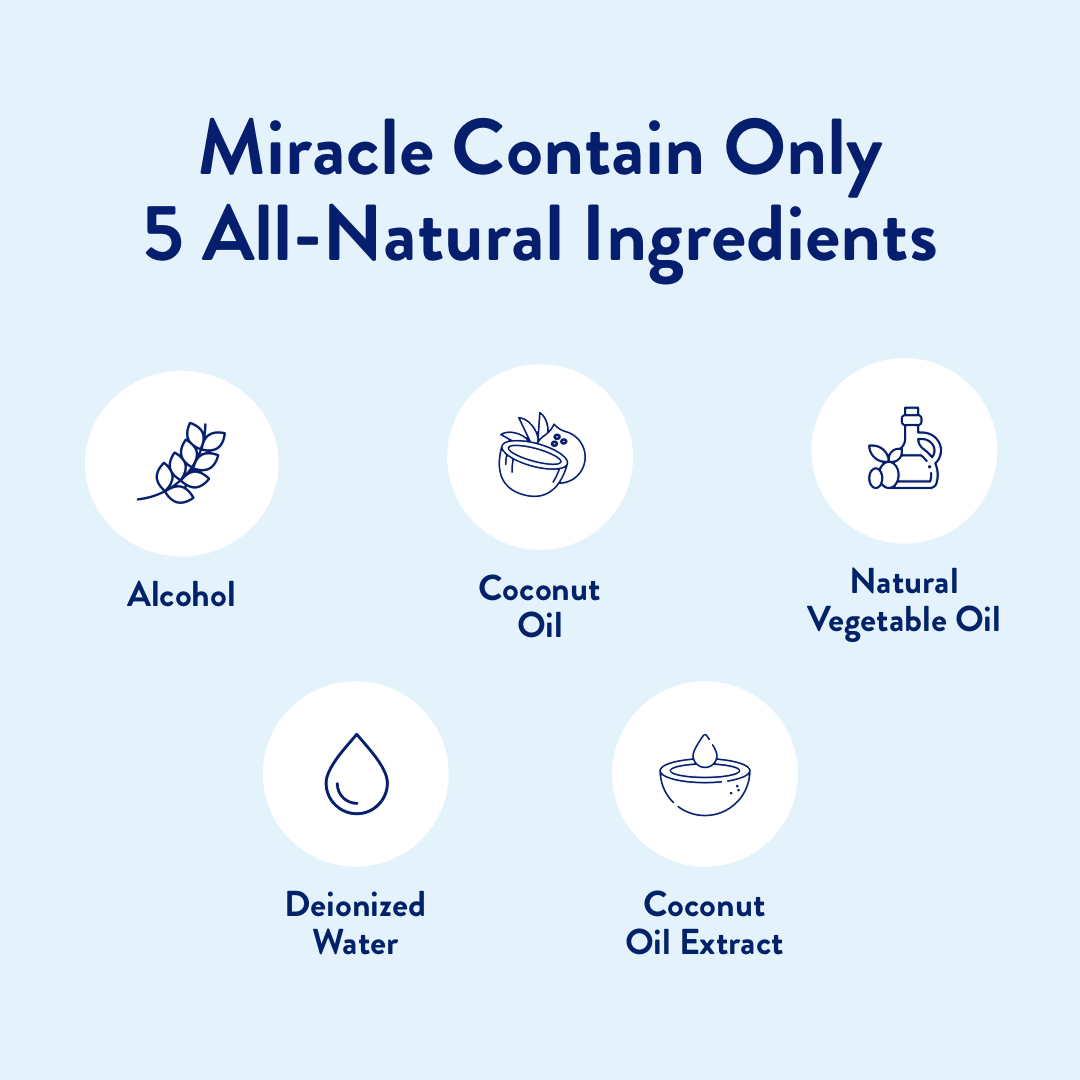 Miracle Contain Only
5 All-Natural Ingredients
Alcohol
Coconut
Oil
Natural
Vegetable Oil
Deionized
Water
Coconut
Oil Extract